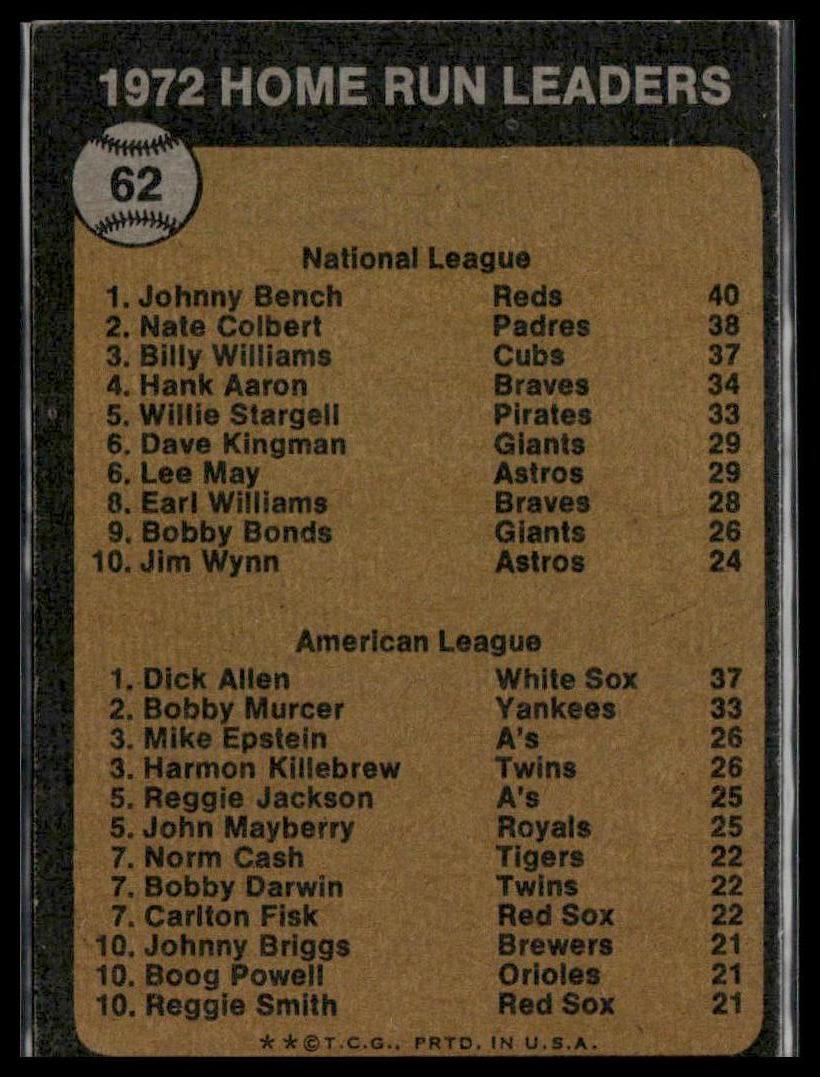 1972 HOME RUN LEADERS
62
National League
1. Johnny Bench Reds 40
2. Nate Colbert Padres 38
3. Billy Williams Cubs 37
4. Hank Aaron Braves 34
5. Willie Stargell Pirates 33
6. Dave Kingman Giants 29
6. Lee May Astros 29
8. Earl Williams Braves 28
9. Bobby Bonds Giants 26
10. Jim Wynn Astros 24
American League
1. Dick Allen White Sox 37
2. Bobby Murcer Yankees 33
3. Mike Epstein A's 26
3. Harmon Killebrew Twins 26
5. Reggie Jackson A's 25
5. John Mayberry Royals 25
7. Norm Cash Tigers 22
7. Bobby Darwin Twins 22
7. Carlton Fisk Red Sox 22
10. Johnny Briggs Brewers 21
10. Boog Powell Orioles 21
10. Reggie Smith Red Sox 21
**©T.C.G., PRTD. IN U.S.A.